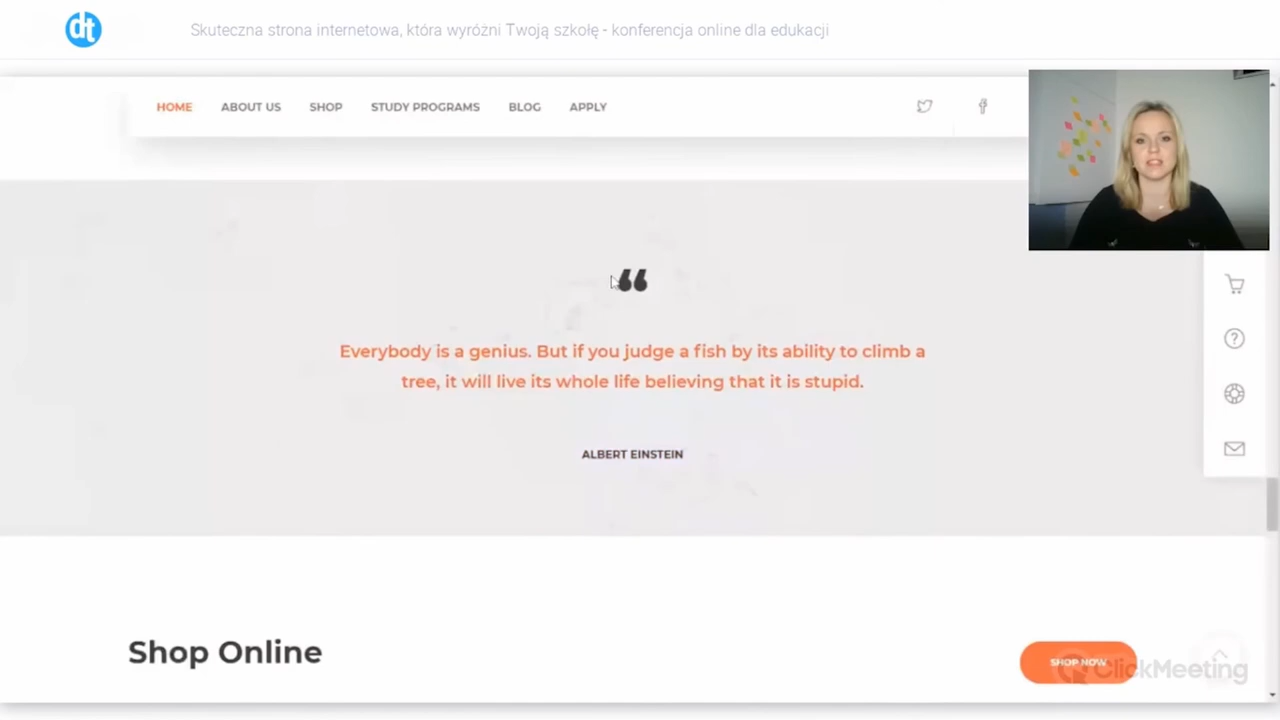 dt
Skuteczna strona internetowa, która wyróżni Twoją szkołę - konferencja online dla edukacji
HOME ABOUT US SHOP STUDY PROGRAMS BLOG APPLY
“
Everybody is a genius. But if you judge a fish by its ability to climb a
tree, it will live its whole life believing that it is stupid.
ALBERT EINSTEIN
Shop Online
SHOP NOW
ClickMeeting